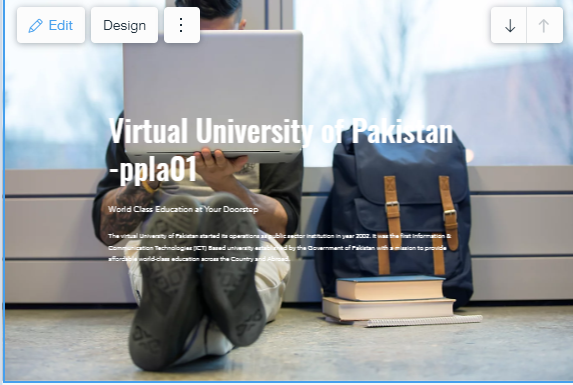 Edit
Design
Virtual University of Pakistan
-ppla01
World Class Education at Your Doorstep
The virtual University of Pakistan started its operations as public sector institution in year 2002. It was the first Information &
Communication Technologies (ICT) Based university established by the Government of Pakistan with a mission to provide
affordable world-class education across the Country and Abroad.